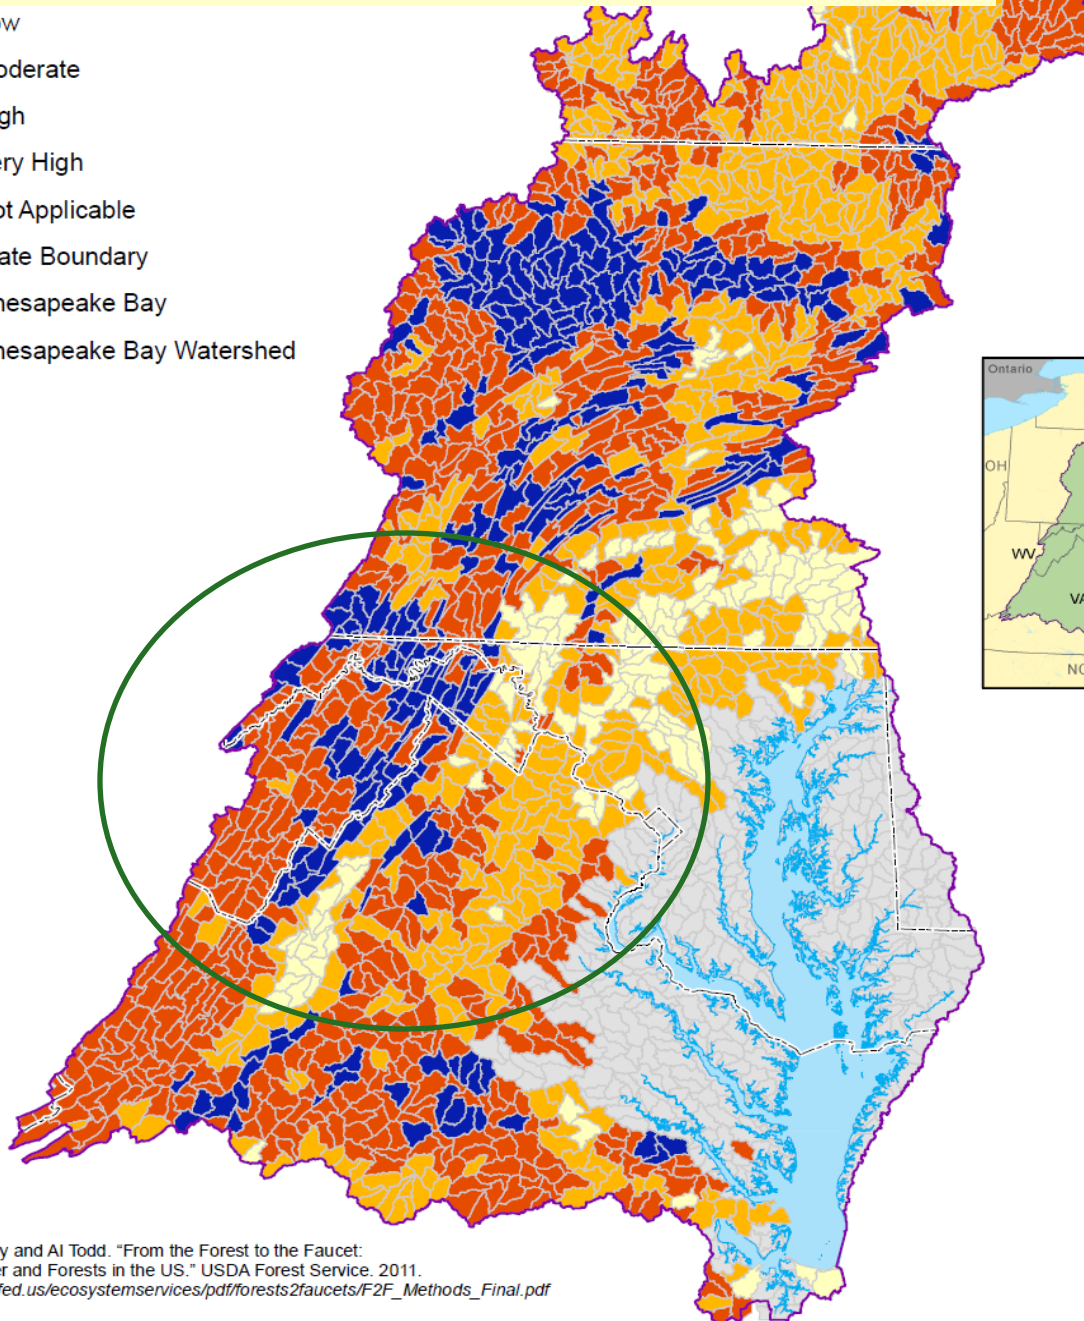 ow
oderate
gh
ery High
ot Applicable
ate Boundary
hesapeake Bay
hesapeake Bay Watershed
Ontario
OH
WV
VA
NC
y and Al Todd. “From the Forest to the Faucet:
er and Forests in the US.” USDA Forest Service. 2011.
fed.us/ecosystemservices/pdf/forests2faucets/F2F_Methods_Final.pdf